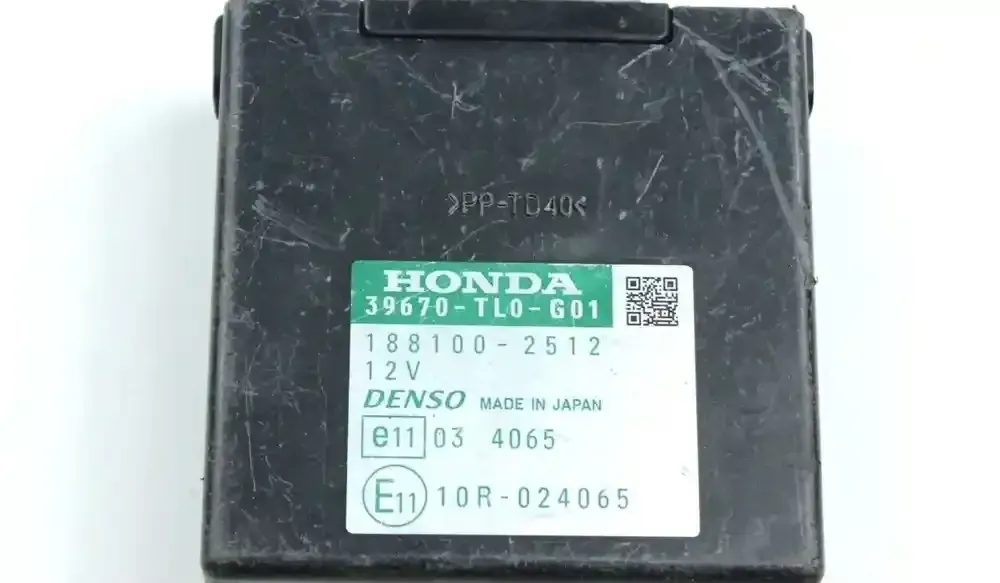 >PP-TD40<
HONDA
39670-TL0-G01
188100-2512
12V
DENSO MADE IN JAPAN
e11 03 4065
E11 10R-024065